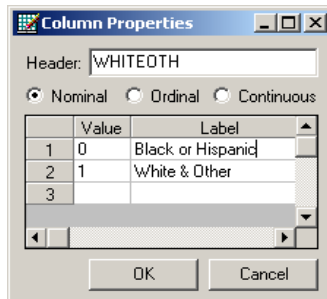 Column Properties
Header: WHITEOTH
Nominal Ordinal Continuous
Value Label
1 0 Black or Hispanic
2 1 White & Other
3
OK Cancel